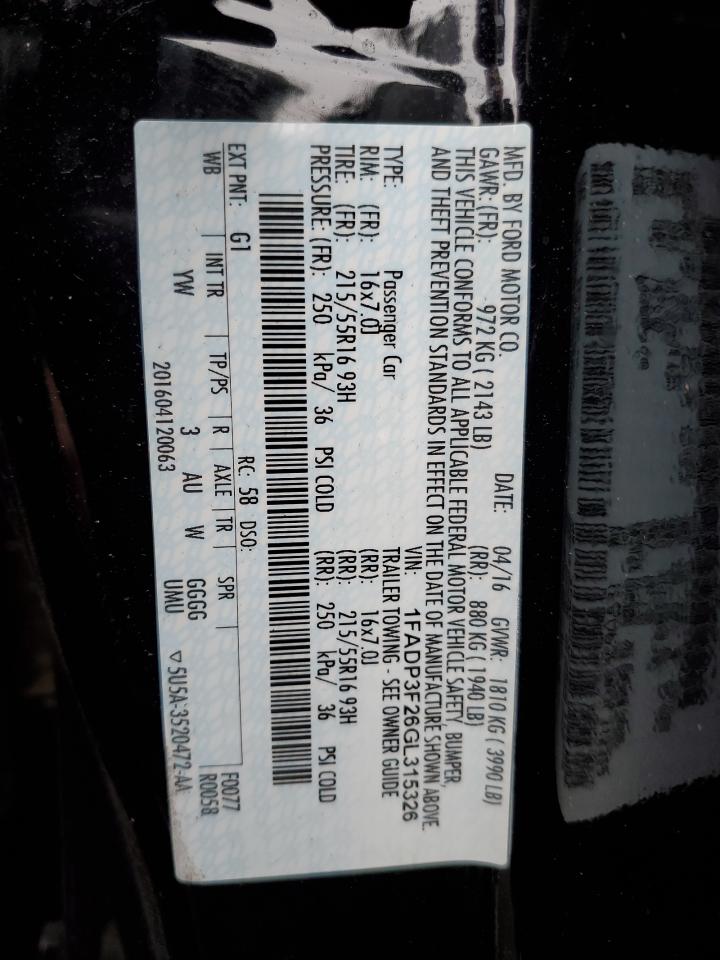 MFD. BY FORD MOTOR CO.
DATE: 04/16 GVWR: 1810 KG ( 3990 LB)
GAWR: (FR): 972 KG ( 2143 LB) (RR): 880 KG ( 1940 LB)
THIS VEHICLE CONFORMS TO ALL APPLICABLE FEDERAL MOTOR VEHICLE SAFETY, BUMPER,
AND THEFT PREVENTION STANDARDS IN EFFECT ON THE DATE OF MANUFACTURE SHOWN ABOVE.
VIN: 1FADP3F26GL315326
TYPE: Passenger Car TRAILER TOWING - SEE OWNER GUIDE
RIM: (FR): 16x7.0J (RR): 16x7.0J
TIRE: (FR): 215/55R16 93H (RR): 215/55R16 93H
PRESSURE: (FR): 250 kPa/ 36 PSI COLD (RR): 250 kPa/ 36 PSI COLD
EXT PNT: G1 RC: 58 DSO: F0077
WB | INT TR | TP/PS | R | AXLE | TR | SPR | R0058
YW 3 AU W GGGG
UMU
201604120063 ▽ 5U5A-3520472-AA